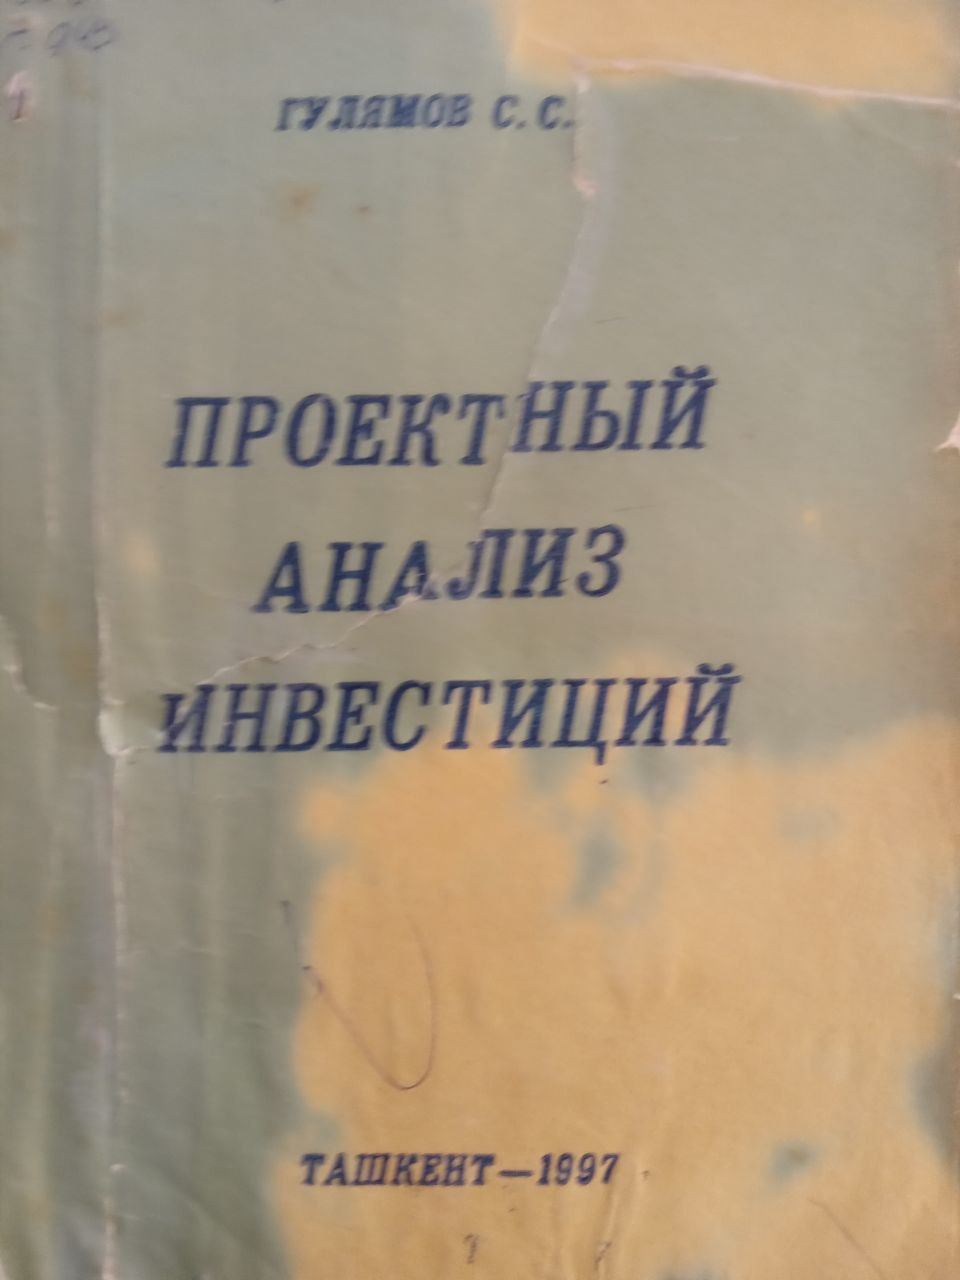 ГУЛЯМОВ С. С.
ПРОЕКТНЫЙ
АНАЛИЗ
ИНВЕСТИЦИЙ
ТАШКЕНТ—1997